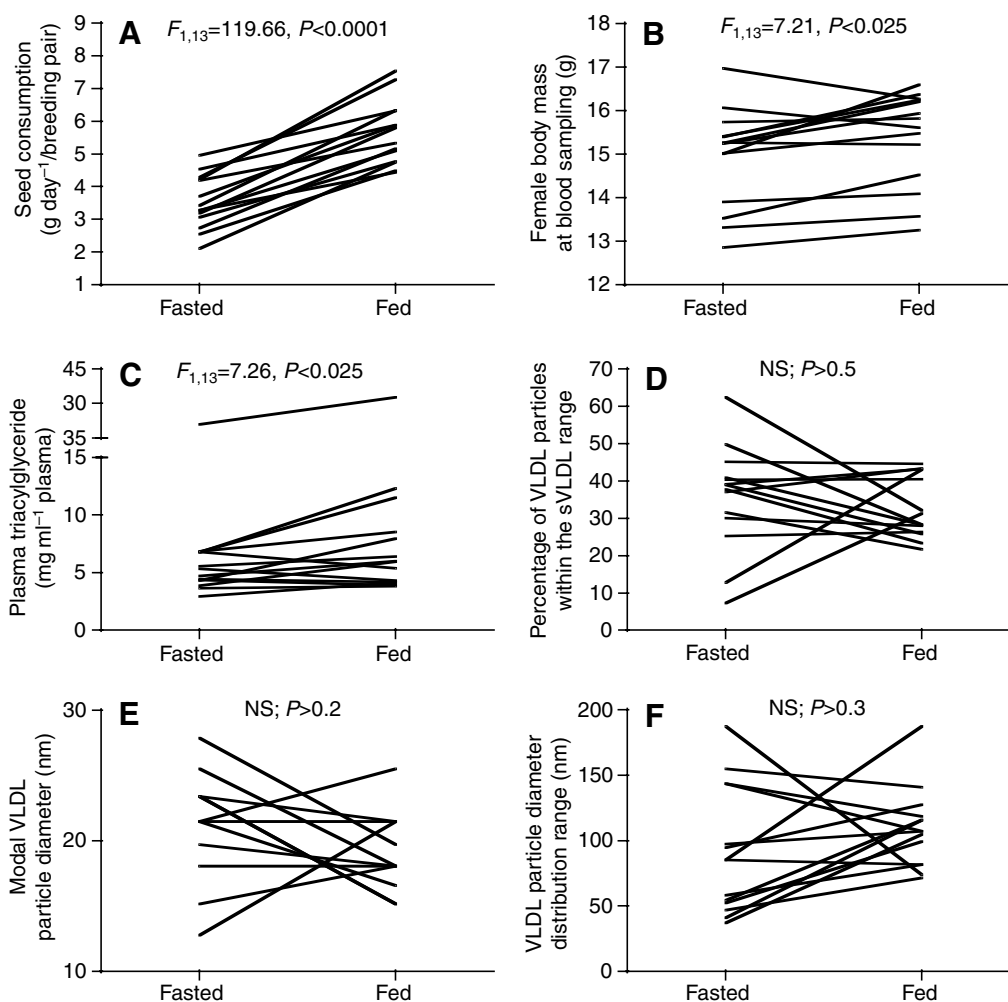 A
F1,13=119.66, P<0.0001
Seed consumption
(g day–1/breeding pair)
9
8
7
6
5
4
3
2
1
Fasted
Fed
B
F1,13=7.21, P<0.025
Female body mass
at blood sampling (g)
18
17
16
15
14
13
12
Fasted
Fed
C
F1,13=7.26, P<0.025
Plasma triacylglyceride
(mg ml–1 plasma)
45
30
35
15
10
5
0
Fasted
Fed
D
NS; P>0.5
Percentage of VLDL particles
within the sVLDL range
70
60
50
40
30
20
10
0
Fasted
Fed
E
NS; P>0.2
Modal VLDL
particle diameter (nm)
30
20
10
Fasted
Fed
F
NS; P>0.3
VLDL particle diameter
distribution range (nm)
200
150
100
50
0
Fasted
Fed